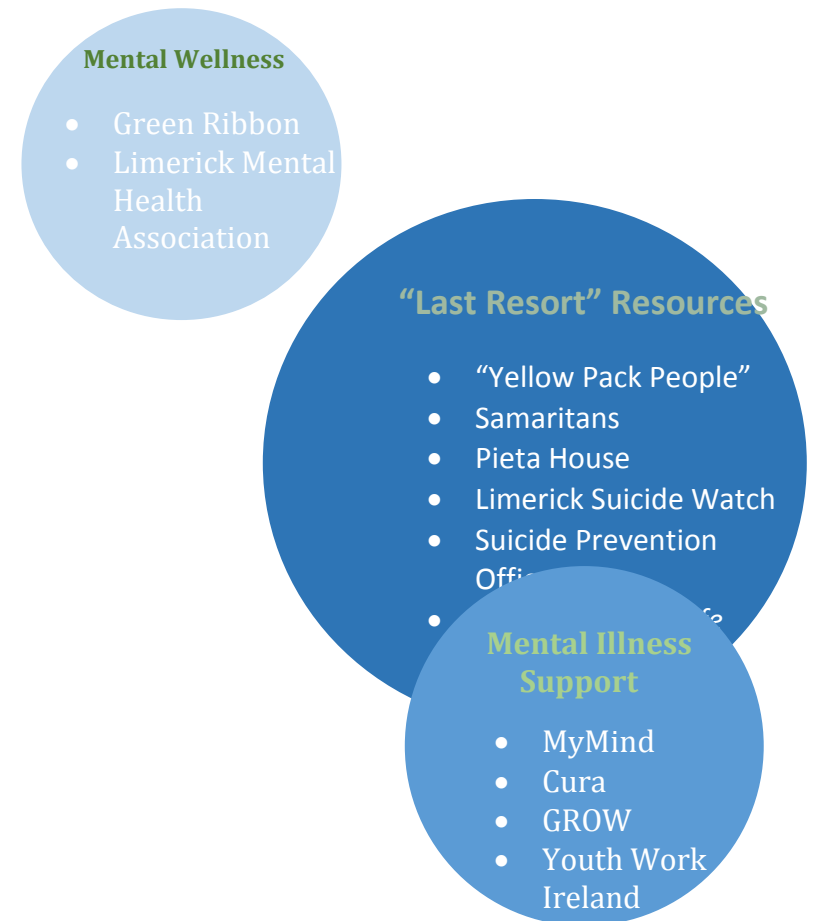 Mental Wellness
• Green Ribbon
• Limerick Mental
Health
Association
“Last Resort” Resources
• “Yellow Pack People”
• Samaritans
• Pieta House
• Limerick Suicide Watch
• Suicide Prevention
•
Mental Illness
Support
• MyMind
• Cura
• GROW
• Youth Work
Ireland